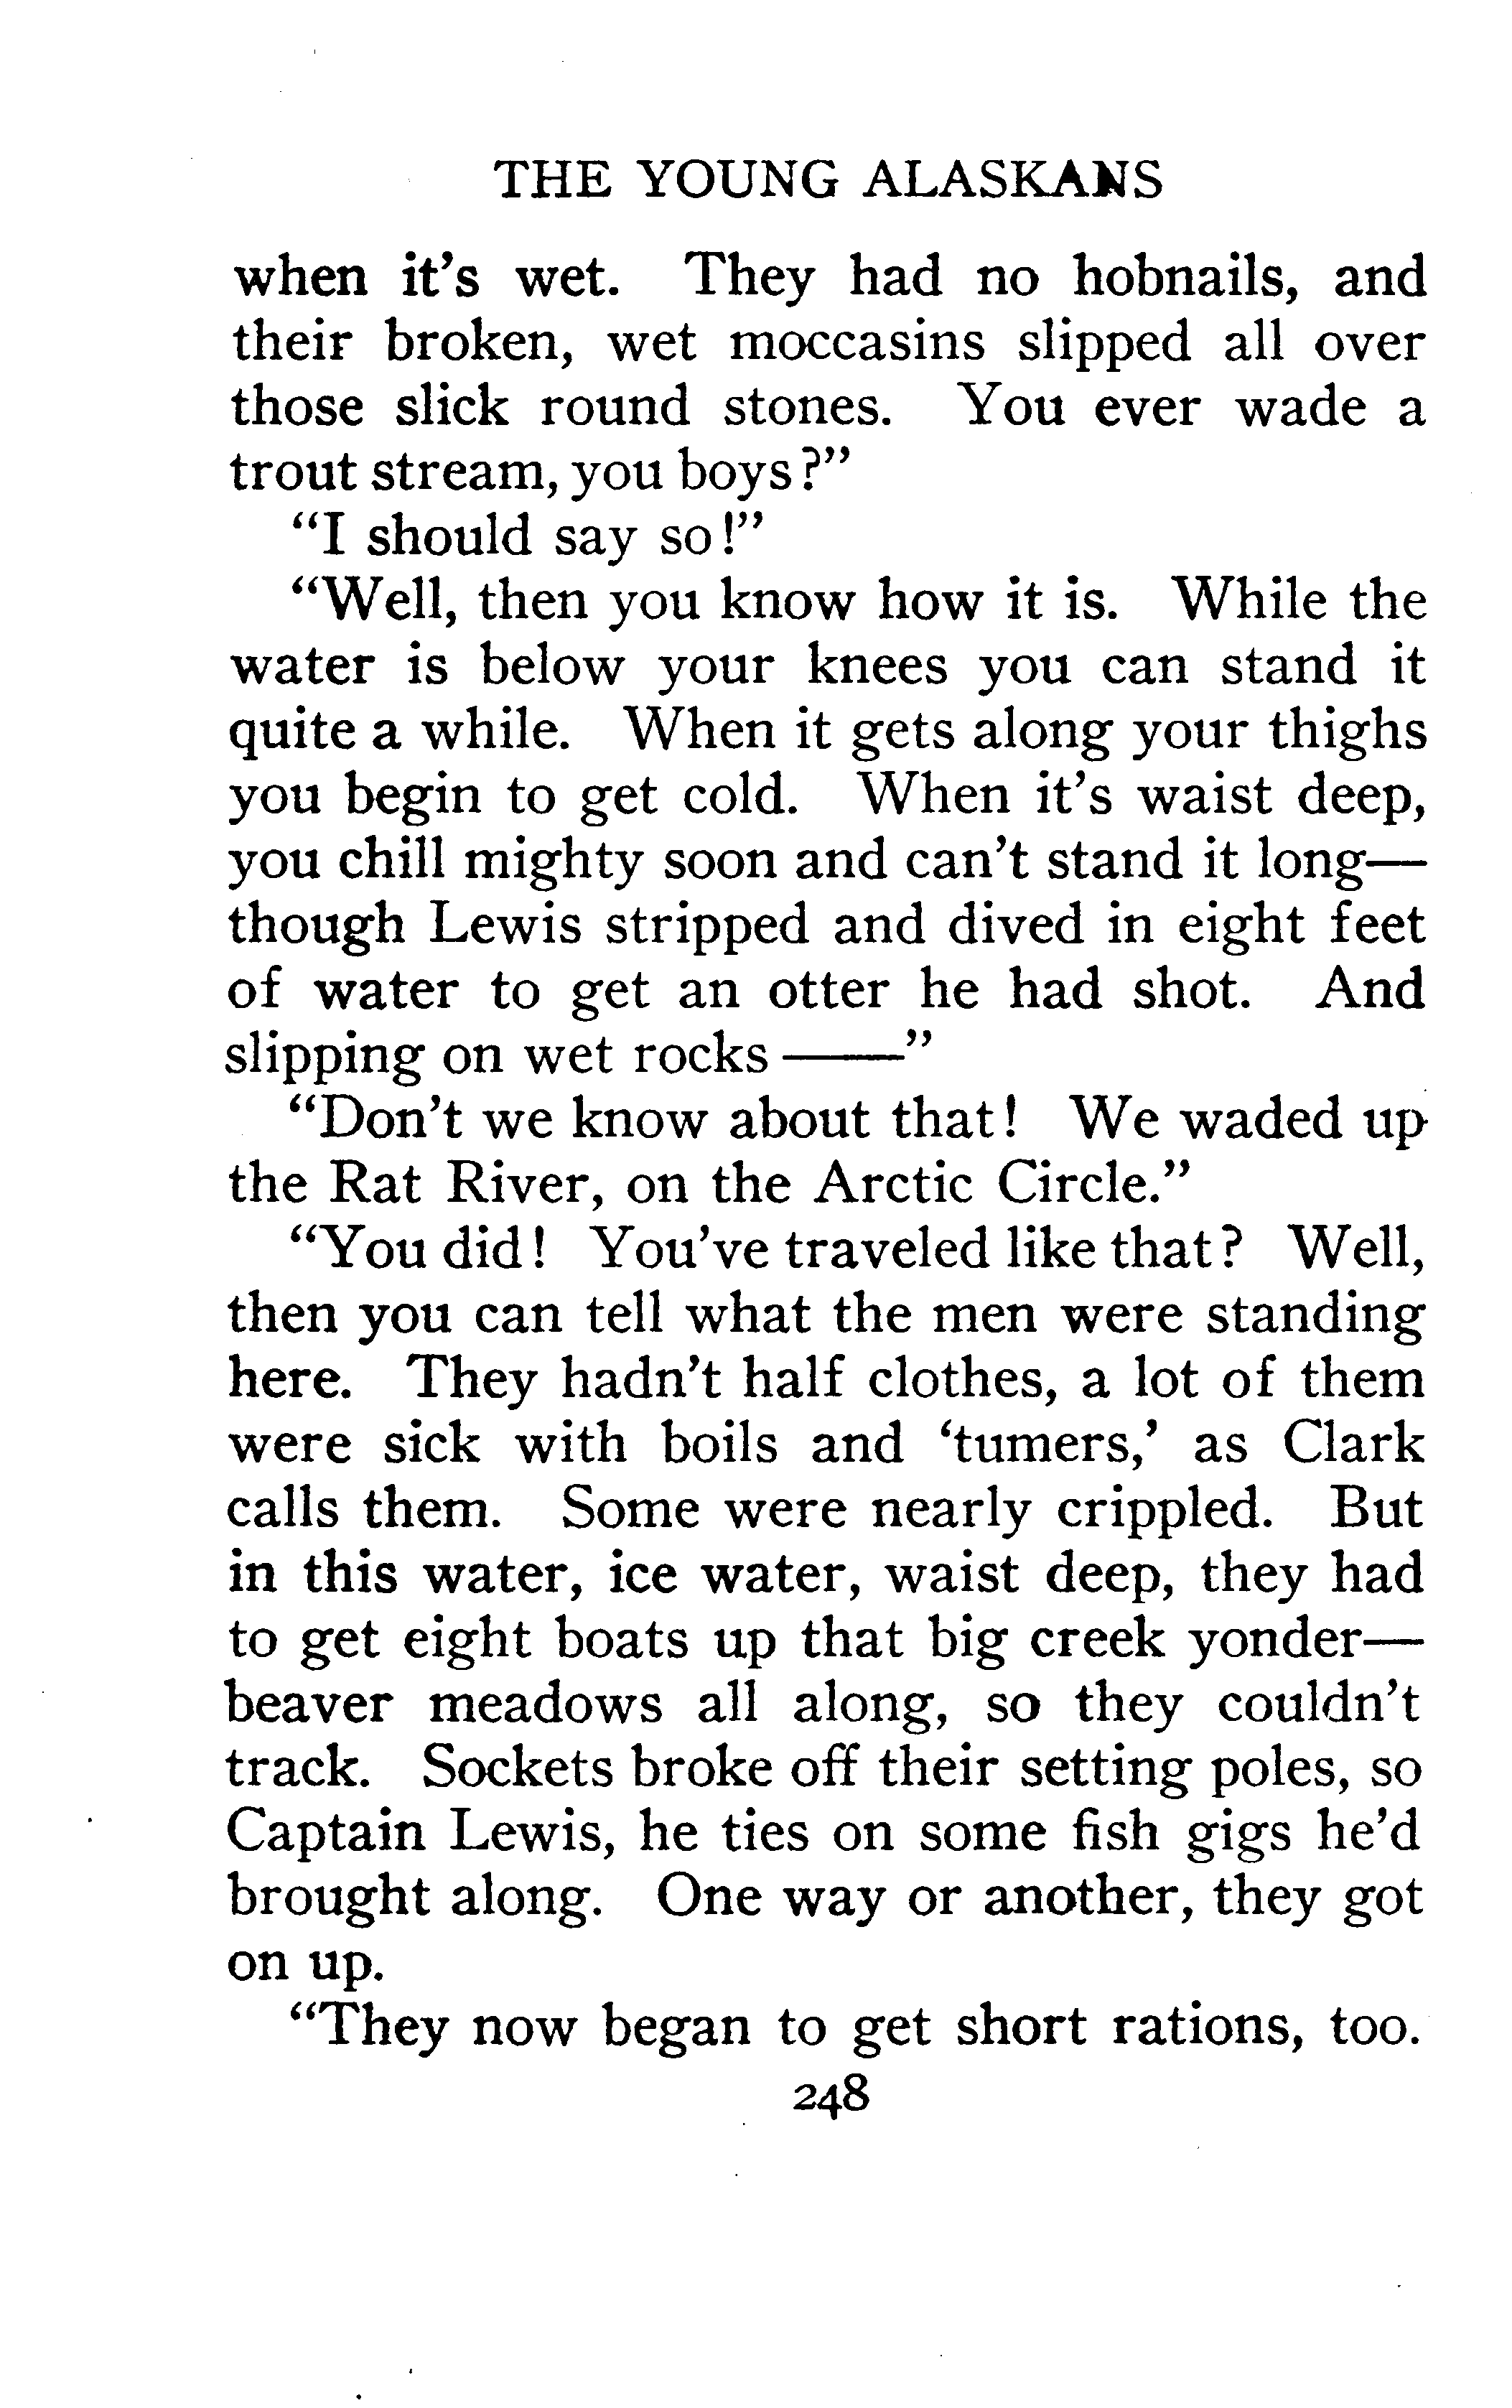 THE YOUNG ALASKANS
when it's wet. They had no hobnails, and
their broken, wet moccasins slipped all over
those slick round stones. You ever wade a
trout stream, you boys?"
"I should say so!"
"Well, then you know how it is. While the
water is below your knees you can stand it
quite a while. When it gets along your thighs
you begin to get cold. When it's waist deep,
you chill mighty soon and can't stand it long—
though Lewis stripped and dived in eight feet
of water to get an otter he had shot. And
slipping on wet rocks ——"
"Don't we know about that! We waded up
the Rat River, on the Arctic Circle."
"You did! You've traveled like that? Well,
then you can tell what the men were standing
here. They hadn't half clothes, a lot of them
were sick with boils and 'tumers,' as Clark
calls them. Some were nearly crippled. But
in this water, ice water, waist deep, they had
to get eight boats up that big creek yonder—
beaver meadows all along, so they couldn't
track. Sockets broke off their setting poles, so
Captain Lewis, he ties on some fish gigs he'd
brought along. One way or another, they got
on up.
"They now began to get short rations, too.
248